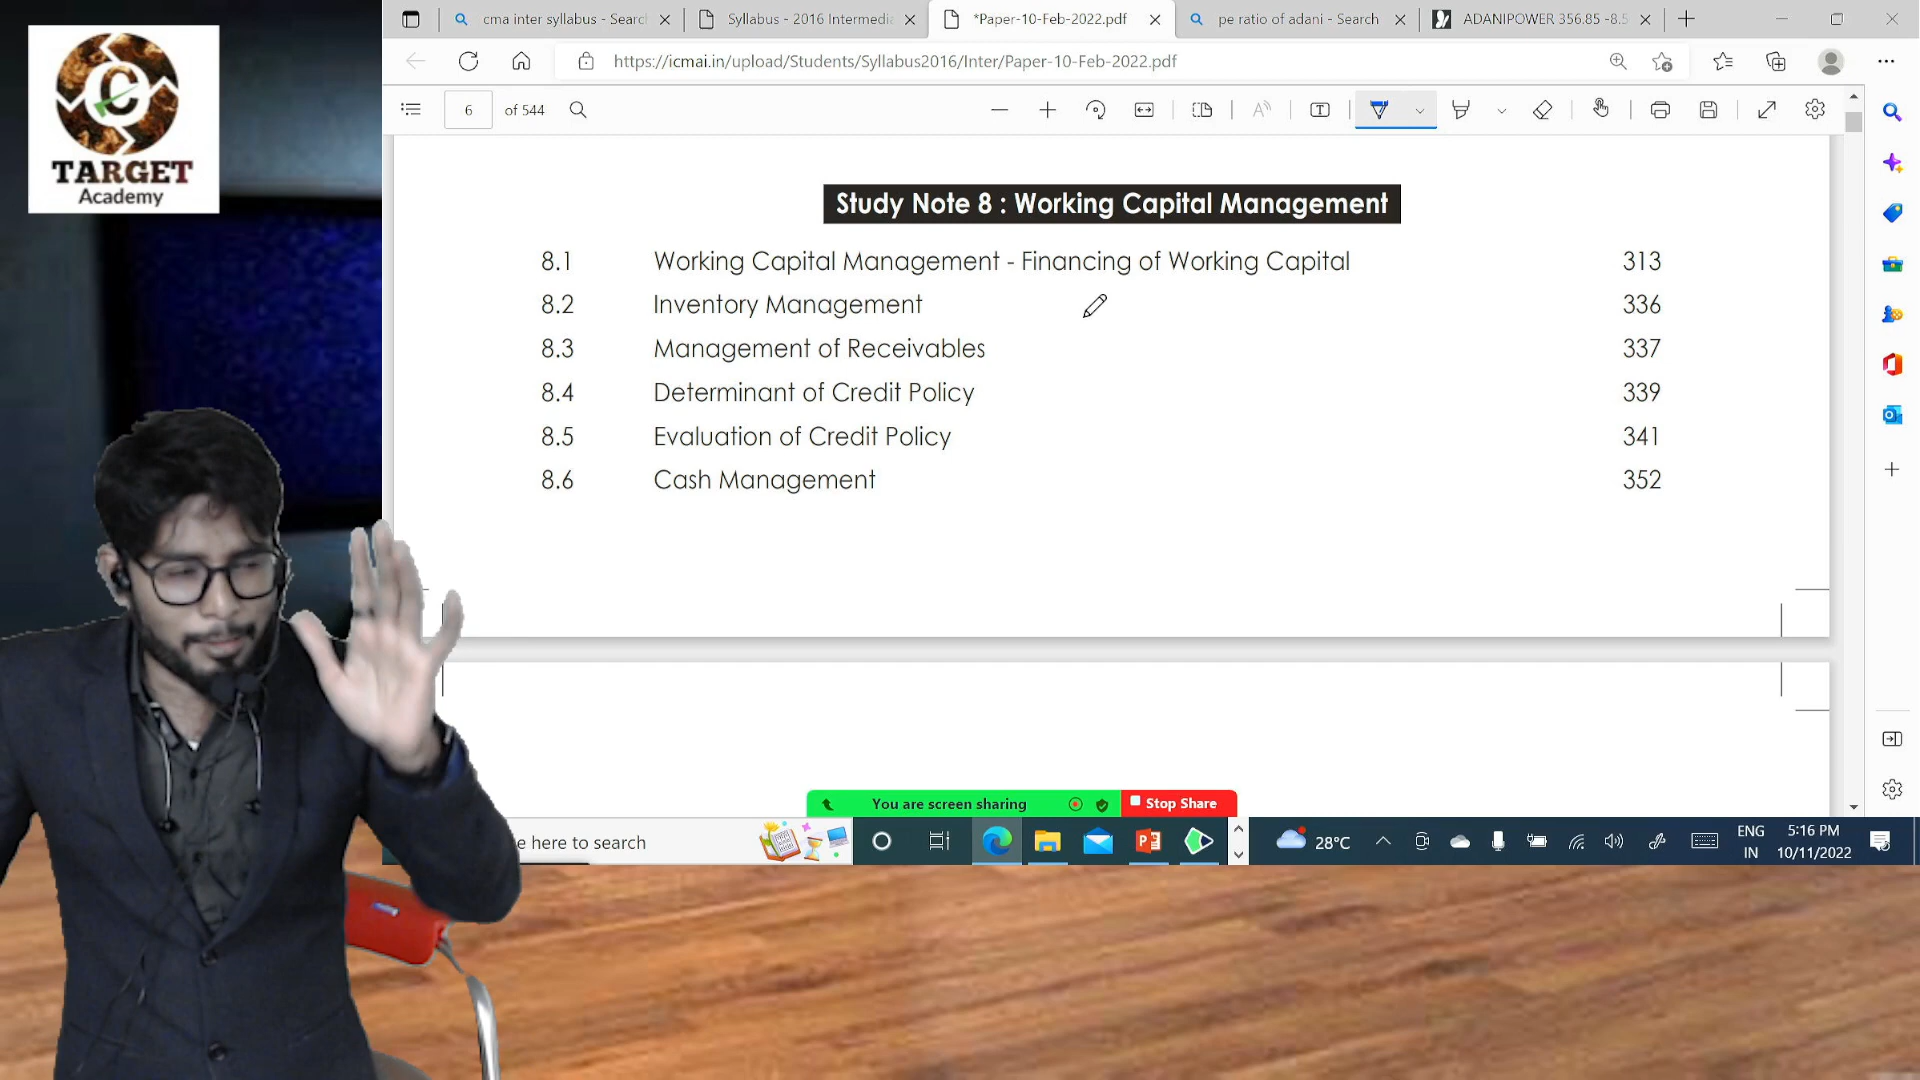 TARGET
Academy
cma inter syllabus - Searc
Syllabus - 2016 Intermedi
*Paper-10-Feb-2022.pdf
pe ratio of adani - Search
ADANIPOWER 356.85 -8.5
https://icmai.in/upload/Students/Syllabus2016/Inter/Paper-10-Feb-2022.pdf
6 of 544
Study Note 8 : Working Capital Management
8.1 Working Capital Management - Financing of Working Capital 313
8.2 Inventory Management 336
8.3 Management of Receivables 337
8.4 Determinant of Credit Policy 339
8.5 Evaluation of Credit Policy 341
8.6 Cash Management 352
You are screen sharing Stop Share
e here to search
28°C
ENG
IN
5:16 PM
10/11/2022